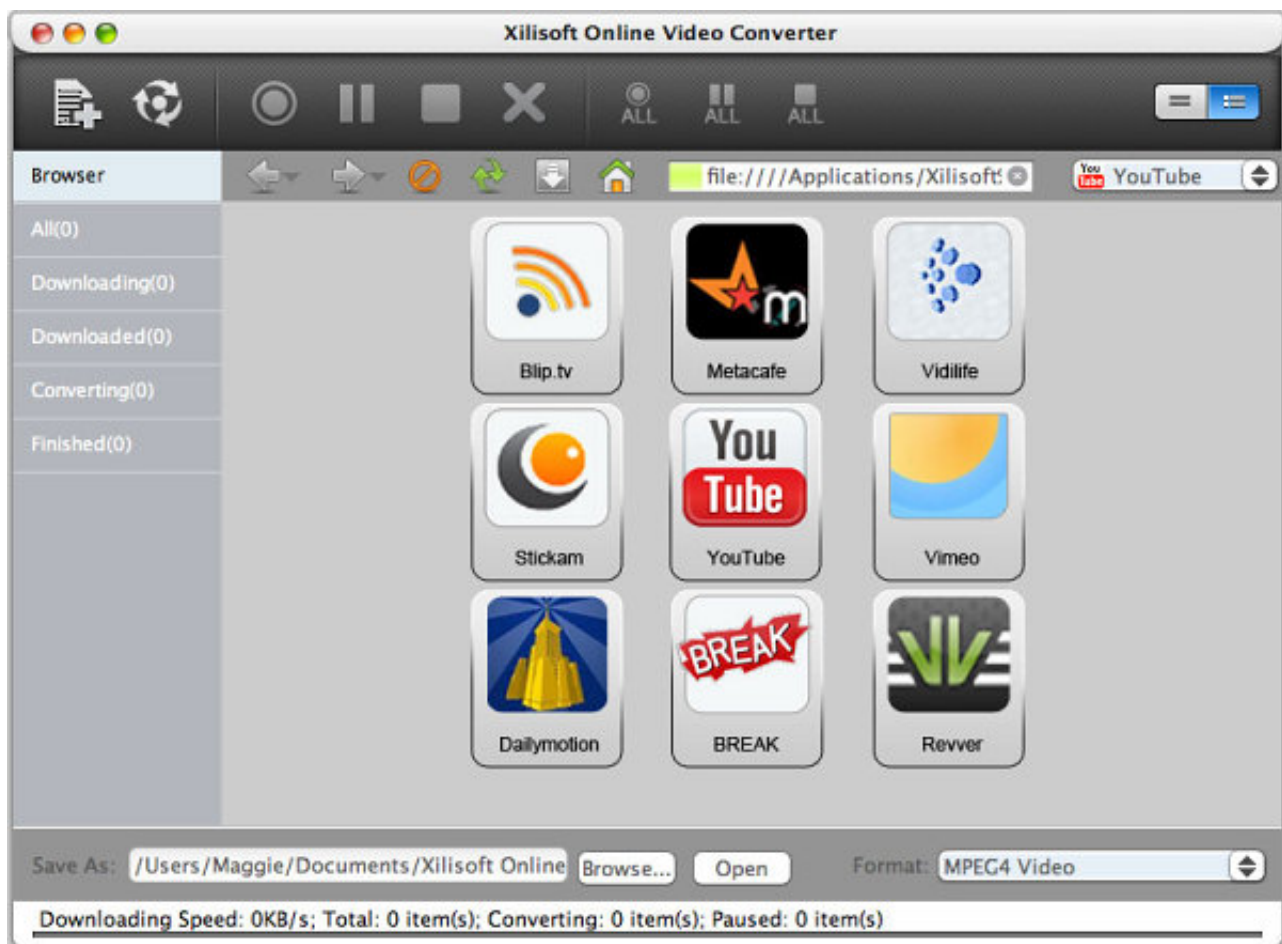 Xilisoft Online Video Converter
ALL ALL ALL
Browser
file:////Applications/Xilisoft
You Tube YouTube
All(0)
Downloading(0)
Downloaded(0)
Converting(0)
Finished(0)
m
Blip.tv Metacafe Vidilife
You
Tube
Stickam YouTube Vimeo
BREAK
Dailymotion BREAK Revver
Save As: /Users/Maggie/Documents/Xilisoft Online Browse... Open Format: MPEG4 Video
Downloading Speed: 0KB/s; Total: 0 item(s); Converting: 0 item(s); Paused: 0 item(s)